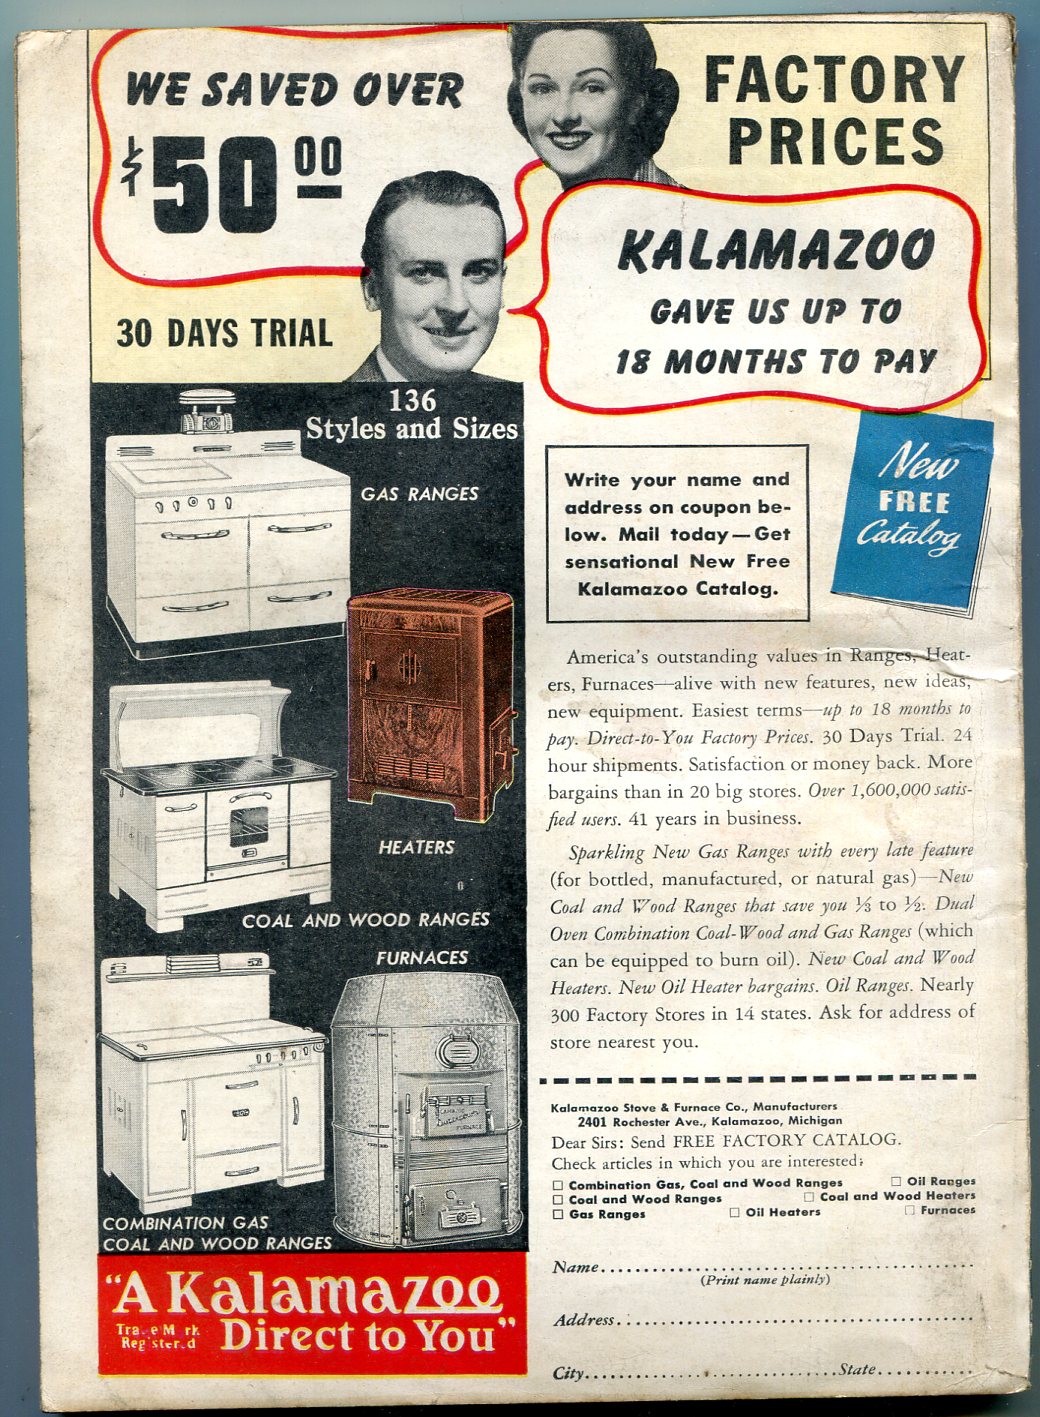 WE SAVED OVER
$50.00
FACTORY
PRICES
30 DAYS TRIAL
KALAMAZOO
GAVE US UP TO
18 MONTHS TO PAY
136
Styles and Sizes
GAS RANGES
HEATERS
COAL AND WOOD RANGES
FURNACES
COMBINATION GAS
COAL AND WOOD RANGES
"A Kalamazoo
Trade Mark
Registered
Direct to You"
New
FREE
Catalog
Write your name and
address on coupon be-
low. Mail today—Get
sensational New Free
Kalamazoo Catalog.
America's outstanding values in Ranges, Heat-
ers, Furnaces—alive with new features, new ideas,
new equipment. Easiest terms—up to 18 months to
pay. Direct-to-You Factory Prices. 30 Days Trial. 24
hour shipments. Satisfaction or money back. More
bargains than in 20 big stores. Over 1,600,000 satis-
fied users. 41 years in business.
Sparkling New Gas Ranges with every late feature
(for bottled, manufactured, or natural gas)—New
Coal and Wood Ranges that save you ⅓ to ½. Dual
Oven Combination Coal-Wood and Gas Ranges (which
can be equipped to burn oil). New Coal and Wood
Heaters. New Oil Heater bargains. Oil Ranges. Nearly
300 Factory Stores in 14 states. Ask for address of
store nearest you.
Kalamazoo Stove & Furnace Co., Manufacturers
2401 Rochester Ave., Kalamazoo, Michigan
Dear Sirs: Send FREE FACTORY CATALOG.
Check articles in which you are interested:
☐ Combination Gas, Coal and Wood Ranges ☐ Oil Ranges
☐ Coal and Wood Ranges ☐ Coal and Wood Heaters
☐ Gas Ranges ☐ Oil Heaters ☐ Furnaces
Name
(Print name plainly)
Address
City State